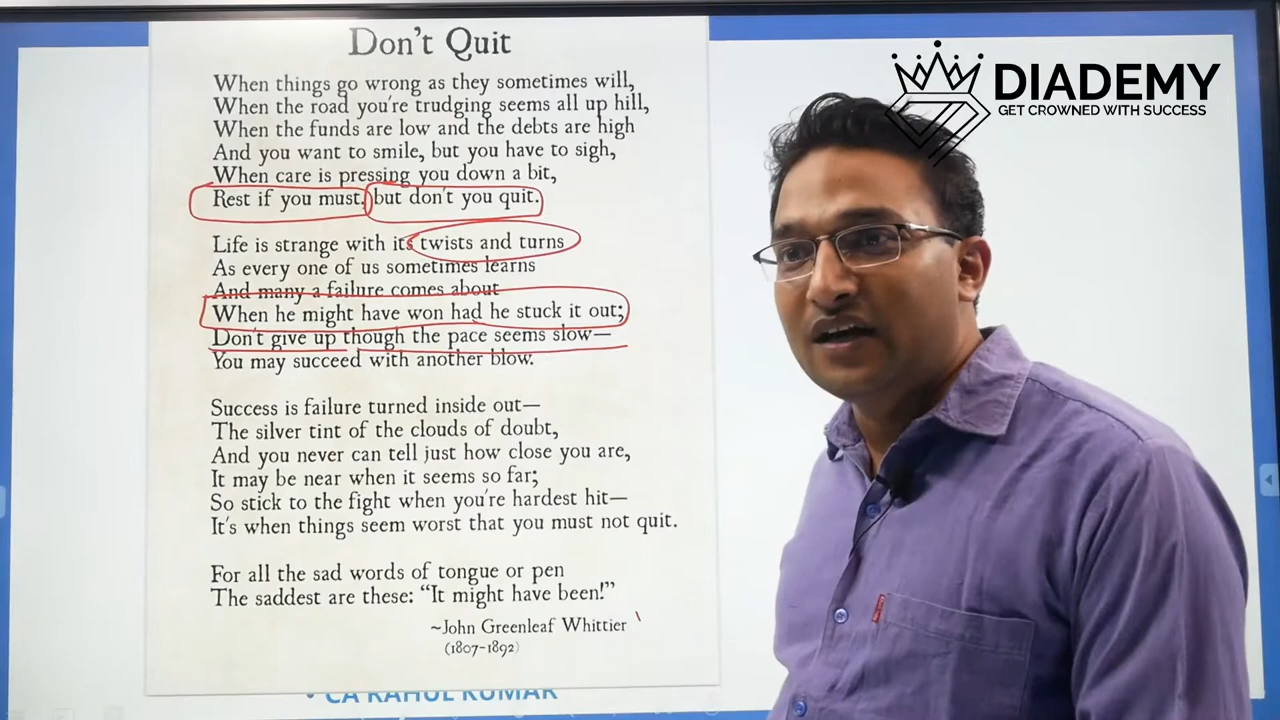 Don't Quit
When things go wrong as they sometimes will,
When the road you're trudging seems all up hill,
When the funds are low and the debts are high
And you want to smile, but you have to sigh,
When care is pressing you down a bit,
Rest if you must, but don't you quit.
Life is strange with its twists and turns
As every one of us sometimes learns
And many a failure comes about
When he might have won had he stuck it out;
Don't give up though the pace seems slow—
You may succeed with another blow.
Success is failure turned inside out—
The silver tint of the clouds of doubt,
And you never can tell just how close you are,
It may be near when it seems so far;
So stick to the fight when you're hardest hit—
It's when things seem worst that you must not quit.
For all the sad words of tongue or pen
The saddest are these: "It might have been!"
~John Greenleaf Whittier
(1807-1892)
• CA RAHUL KUMAR
DIADEMY
GET CROWNED WITH SUCCESS